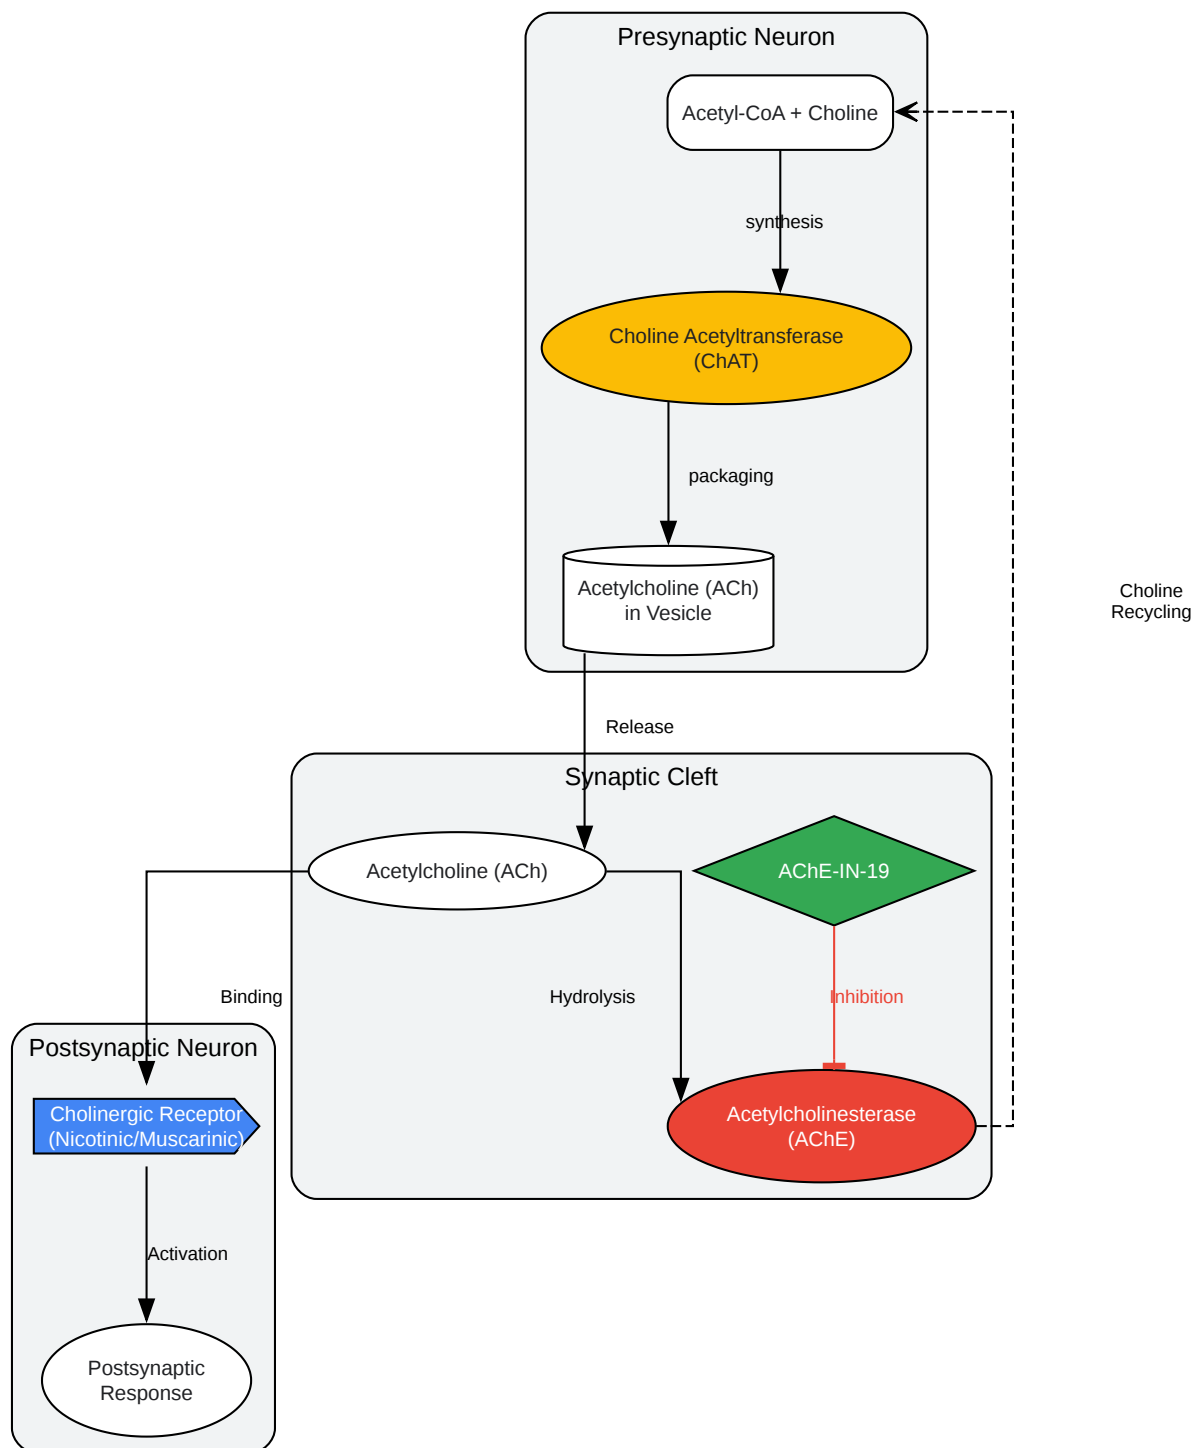 Presynaptic Neuron
Acetyl-CoA + Choline
synthesis
Choline Acetyltransferase
(ChAT)
packaging
Acetylcholine (ACh)
in Vesicle
Choline
Recycling
Release
Synaptic Cleft
Acetylcholine (ACh)
AChE-IN-19
Binding
Hydrolysis
Inhibition
Postsynaptic Neuron
Cholinergic Receptor
(Nicotinic/Muscarinic)
Acetylcholinesterase
(AChE)
Activation
Postsynaptic
Response